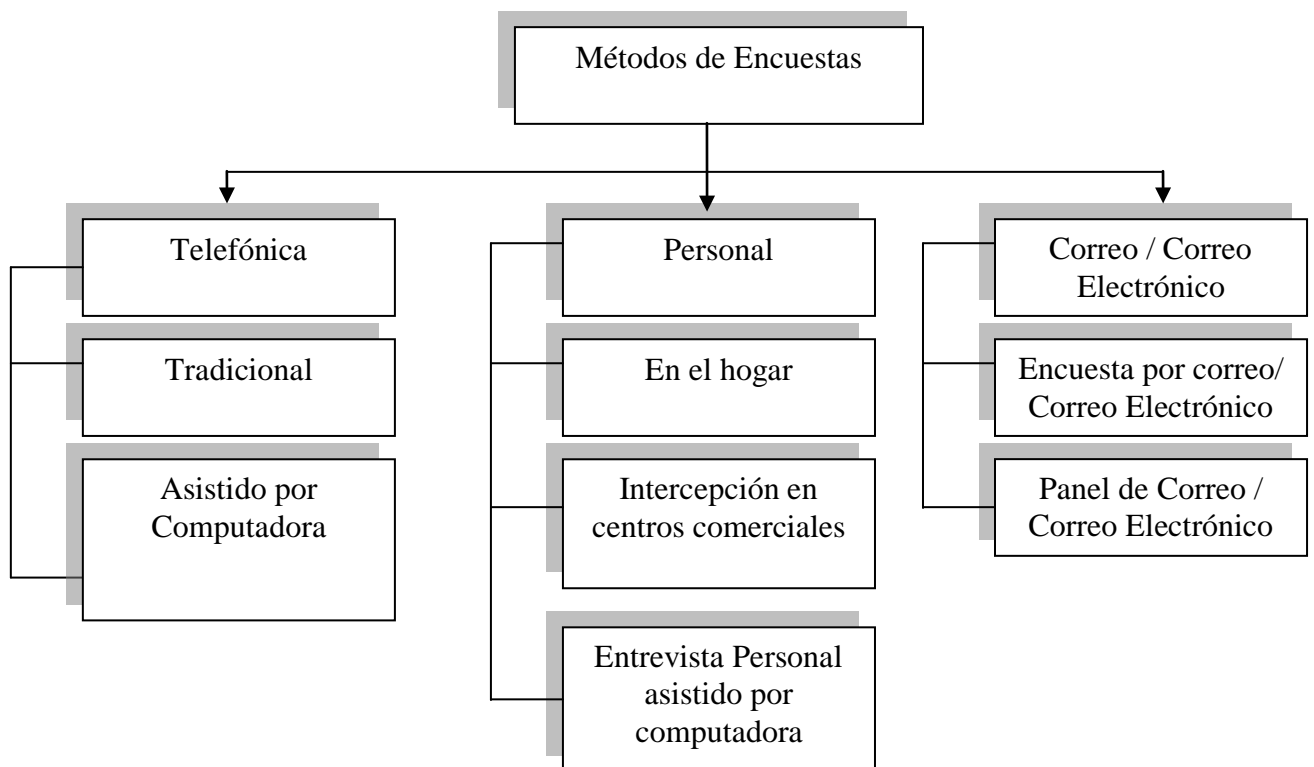 Métodos de Encuestas
Telefónica
Tradicional
Asistido por
Computadora
Personal
En el hogar
Intercepción en
centros comerciales
Entrevista Personal
asistido por
computadora
Correo / Correo
Electrónico
Encuesta por correo/
Correo Electrónico
Panel de Correo /
Correo Electrónico